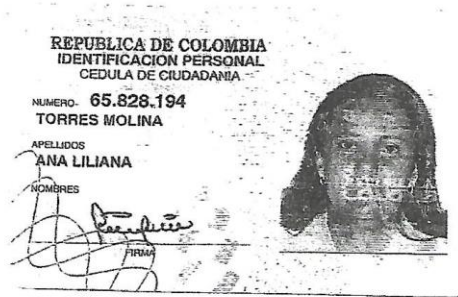 REPUBLICA DE COLOMBIA
IDENTIFICACION PERSONAL
CEDULA DE CIUDADANIA
NUMERO. 65.828.194
TORRES MOLINA
APELLIDOS
ANA LILIANA
NOMBRES
FIRMA